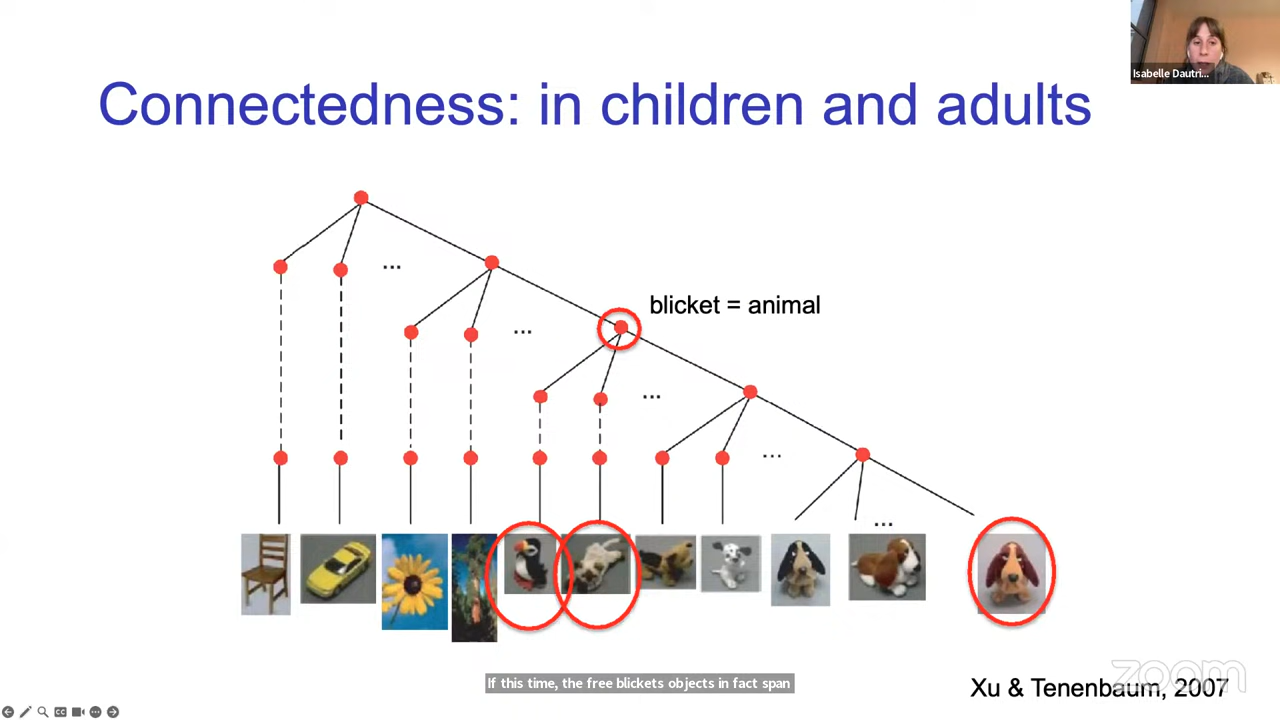 Isabelle Dautri...
Connectedness: in children and adults
...
blicket = animal
...
...
...
...
If this time, the free blickets objects in fact span
zoom
Xu & Tenenbaum, 2007
CC